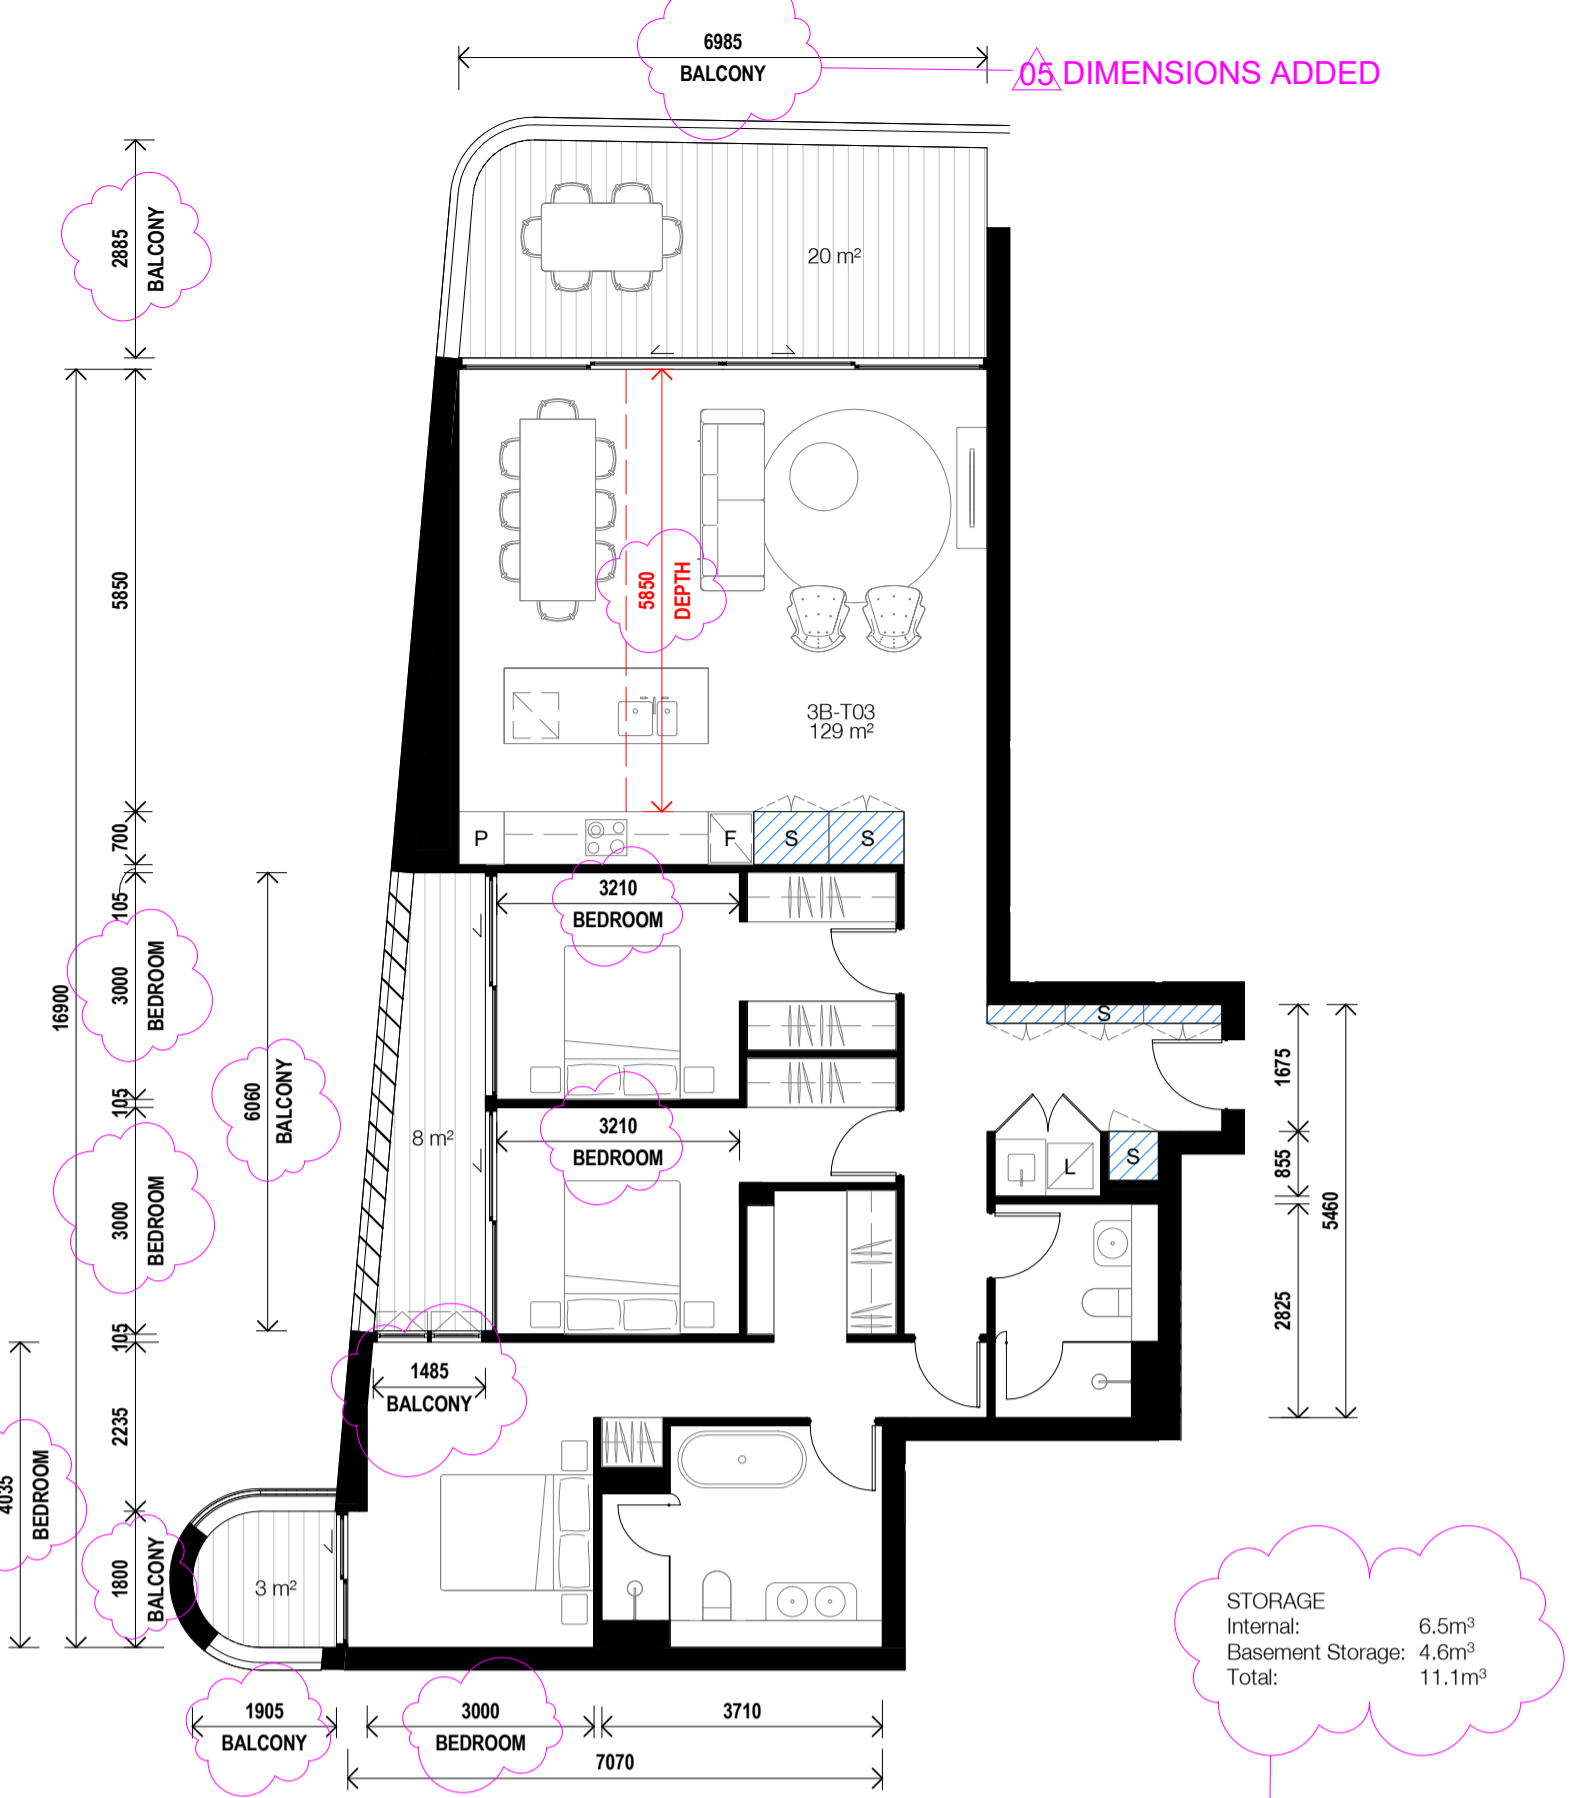 6985
BALCONY
05 DIMENSIONS ADDED
2885
BALCONY
20 m²
5850
5850
DEPTH
3B-T03
129 m²
700
P
F
S
S
105
3210
BEDROOM
3000
BEDROOM
16900
S
1675
6060
BALCONY
105
8 m²
3210
BEDROOM
L
S
855
5460
3000
BEDROOM
2825
105
1485
BALCONY
2235
4035
BEDROOM
1800
BALCONY
3 m²
STORAGE
Internal: 6.5m³
Basement Storage: 4.6m³
Total: 11.1m³
1905
BALCONY
3000
BEDROOM
3710
7070